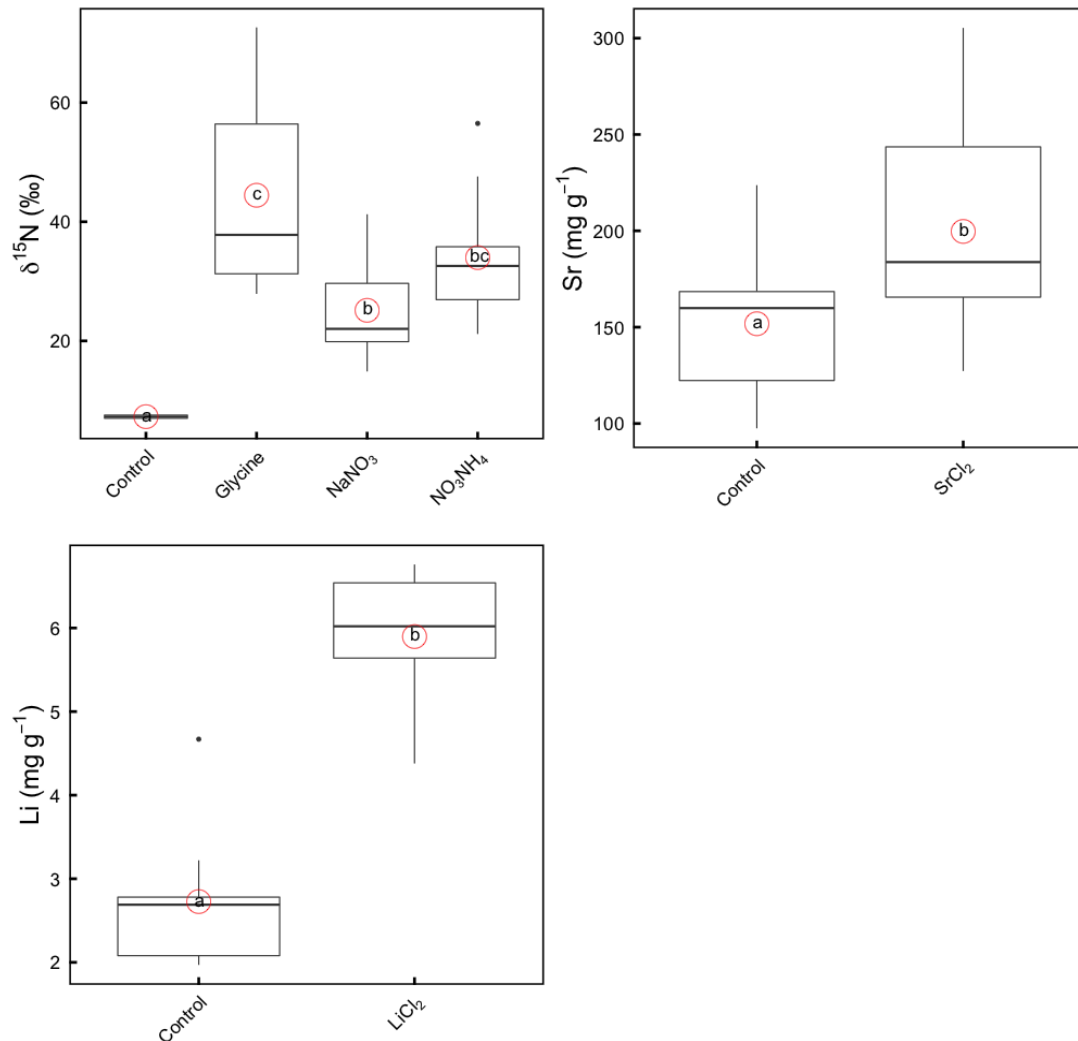 δ¹⁵N (‰)
60
40
20
a
c
b
bc
Control
Glycine
NaNO₃
NO₃NH₄
Sr (mg g⁻¹)
300
250
200
150
100
a
b
Control
SrCl₂
Li (mg g⁻¹)
6
5
4
3
2
a
b
Control
LiCl₂